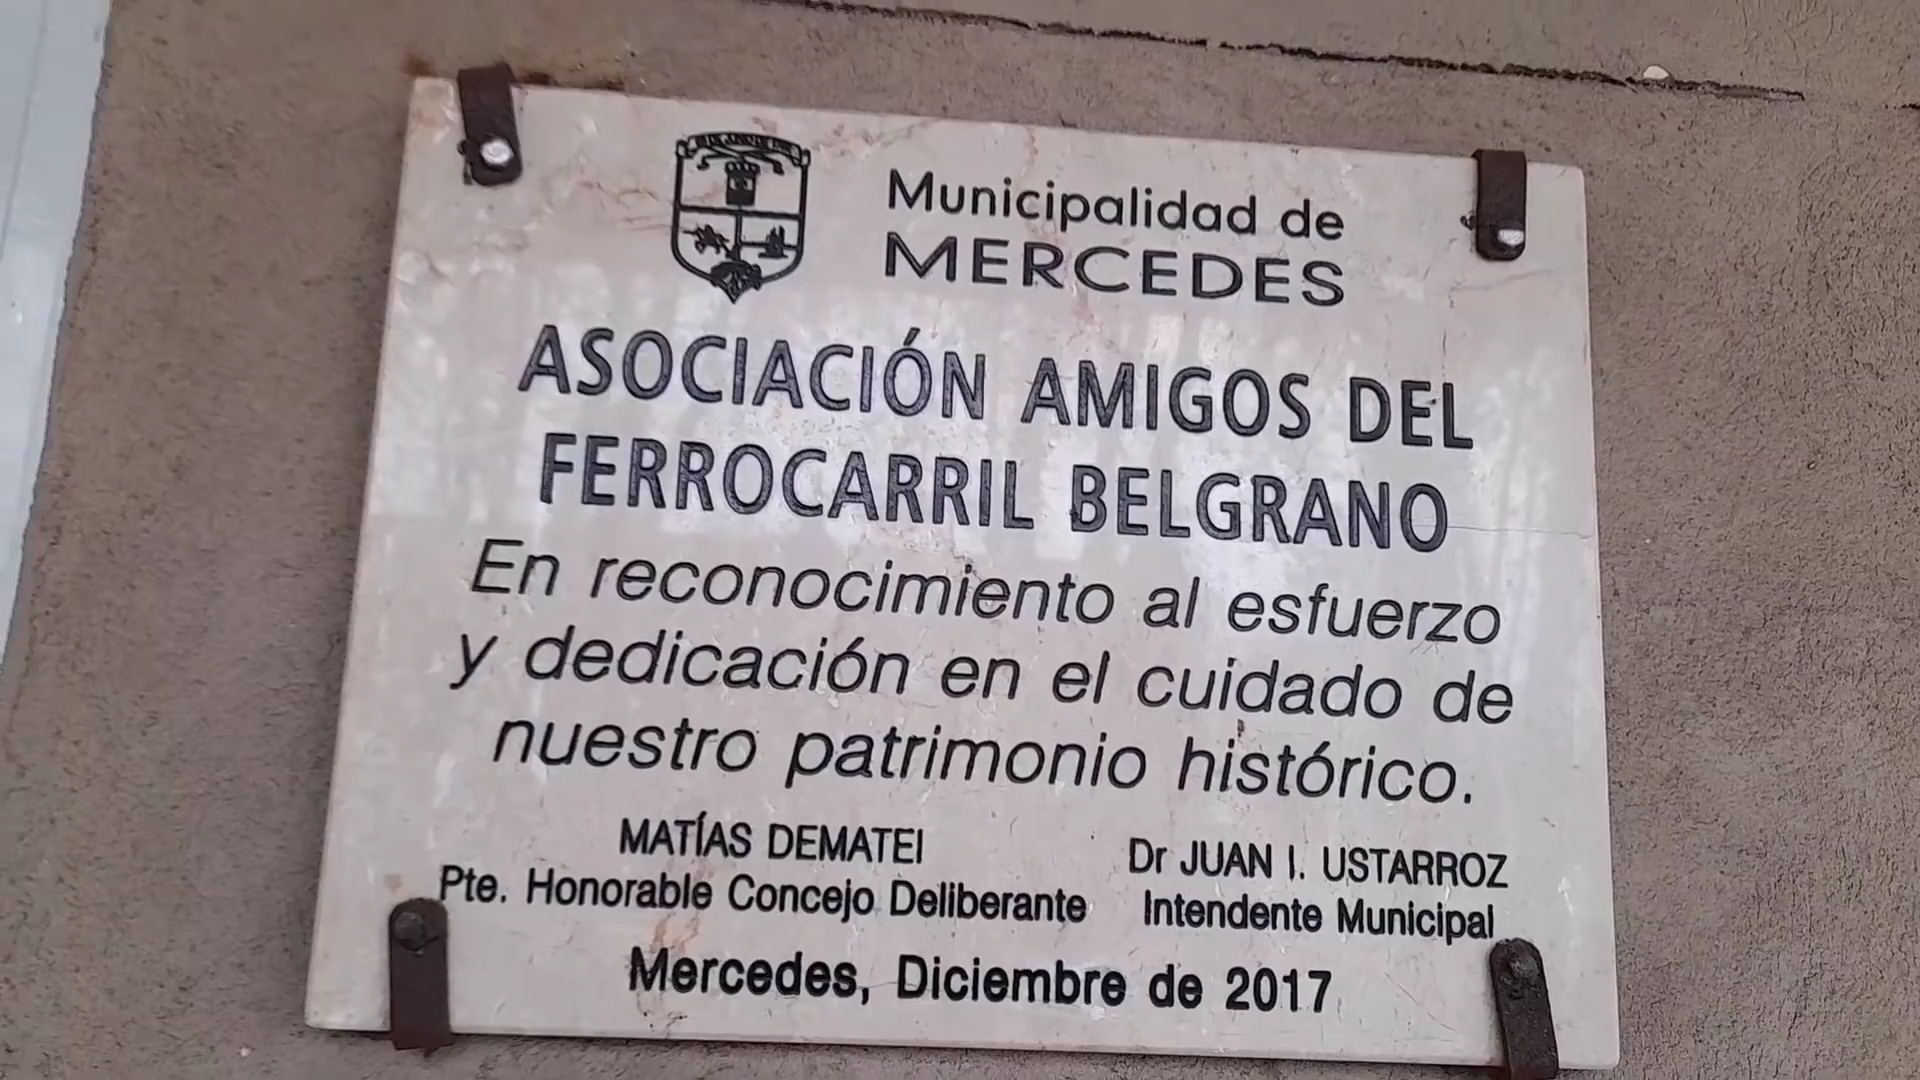 Municipalidad de
MERCEDES
ASOCIACIÓN AMIGOS DEL
FERROCARRIL BELGRANO
En reconocimiento al esfuerzo
y dedicación en el cuidado de
nuestro patrimonio histórico.
MATÍAS DEMATEI Dr JUAN I. USTARROZ
Pte. Honorable Concejo Deliberante Intendente Municipal
Mercedes, Diciembre de 2017